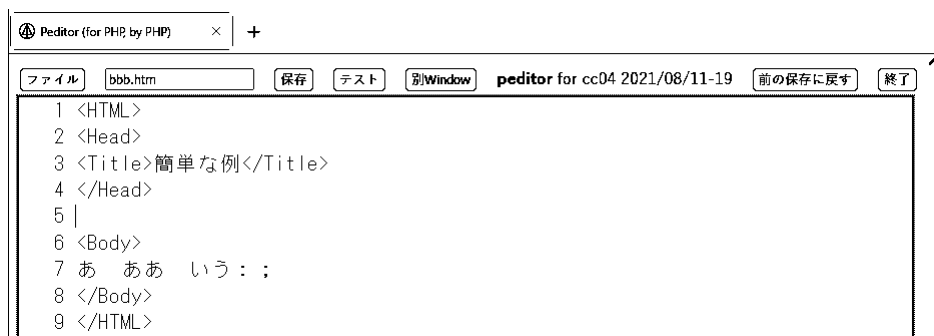 Peditor (for PHP, by PHP) × +
ファイル bbb.htm 保存 テスト 別Window peditor for cc04 2021/08/11-19 前の保存に戻す 終了
1 <HTML>
2 <Head>
3 <Title>簡単な例</Title>
4 </Head>
5
6 <Body>
7 あ　ああ　いう：；
8 </Body>
9 </HTML>